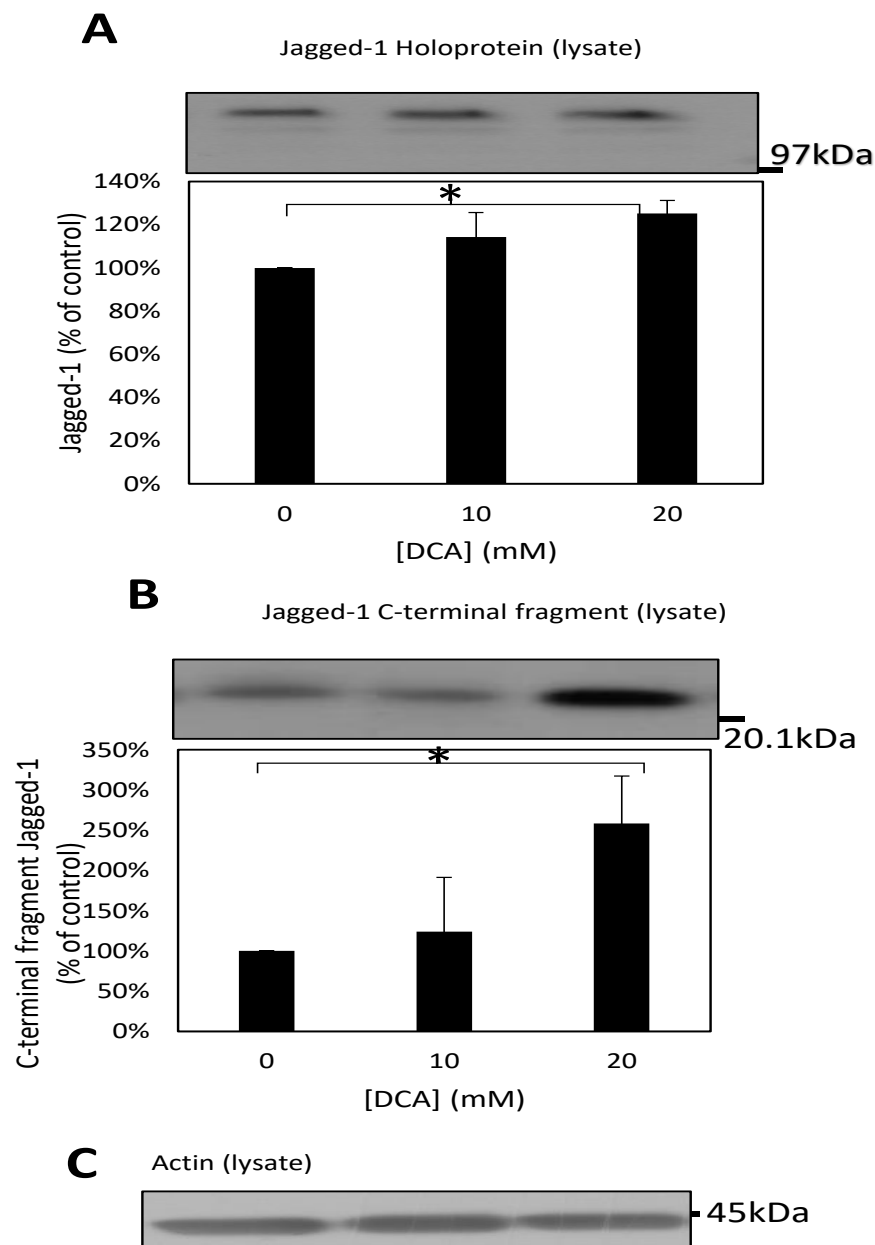 A
Jagged-1 Holoprotein (lysate)
97kDa
140%
120%
100%
80%
60%
40%
20%
0%
*
Jagged-1 (% of control)
0 10 20
[DCA] (mM)
B
Jagged-1 C-terminal fragment (lysate)
20.1kDa
350%
300%
250%
200%
150%
100%
50%
0%
*
C-terminal fragment Jagged-1
(% of control)
0 10 20
[DCA] (mM)
C
Actin (lysate)
45kDa